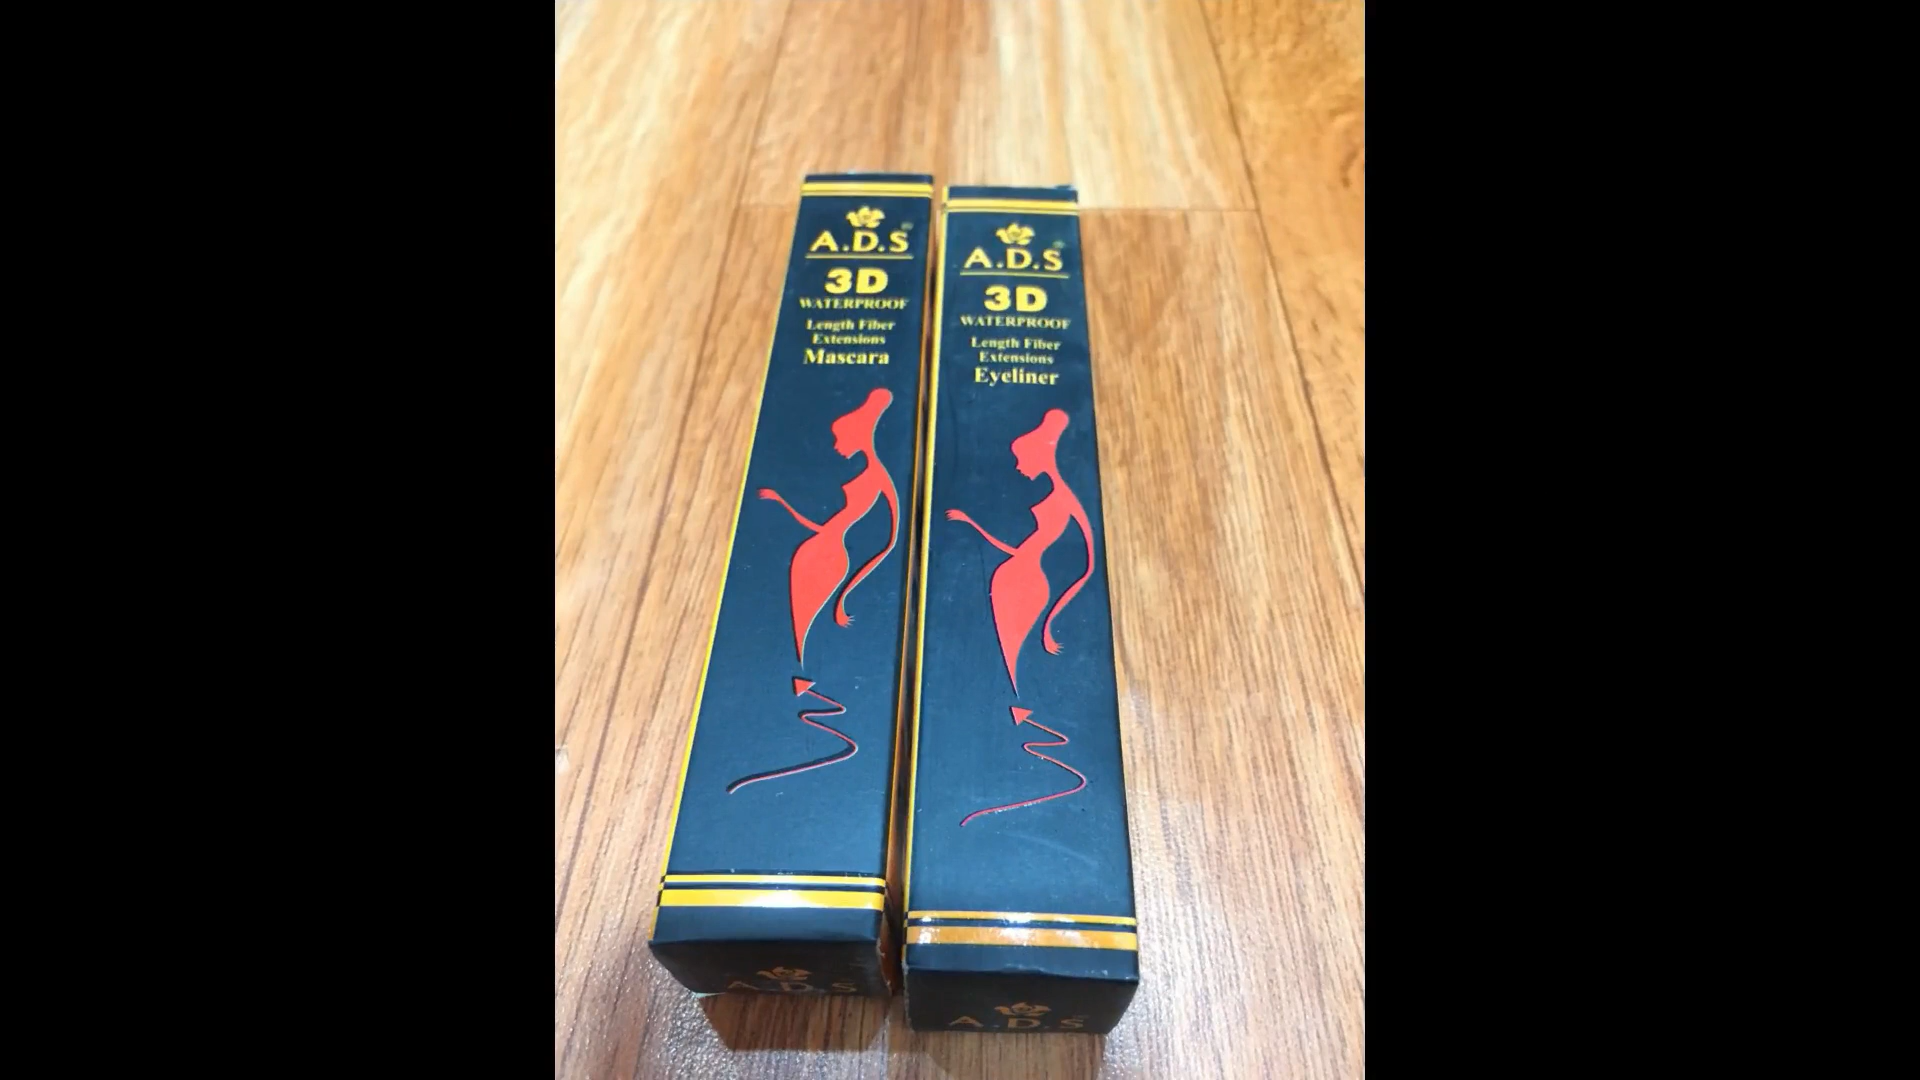 A.D.S
3D
WATERPROOF
Length Fiber
Extensions
Mascara
A.D.S
A.D.S
3D
WATERPROOF
Length Fiber
Extensions
Eyeliner
A.D.S